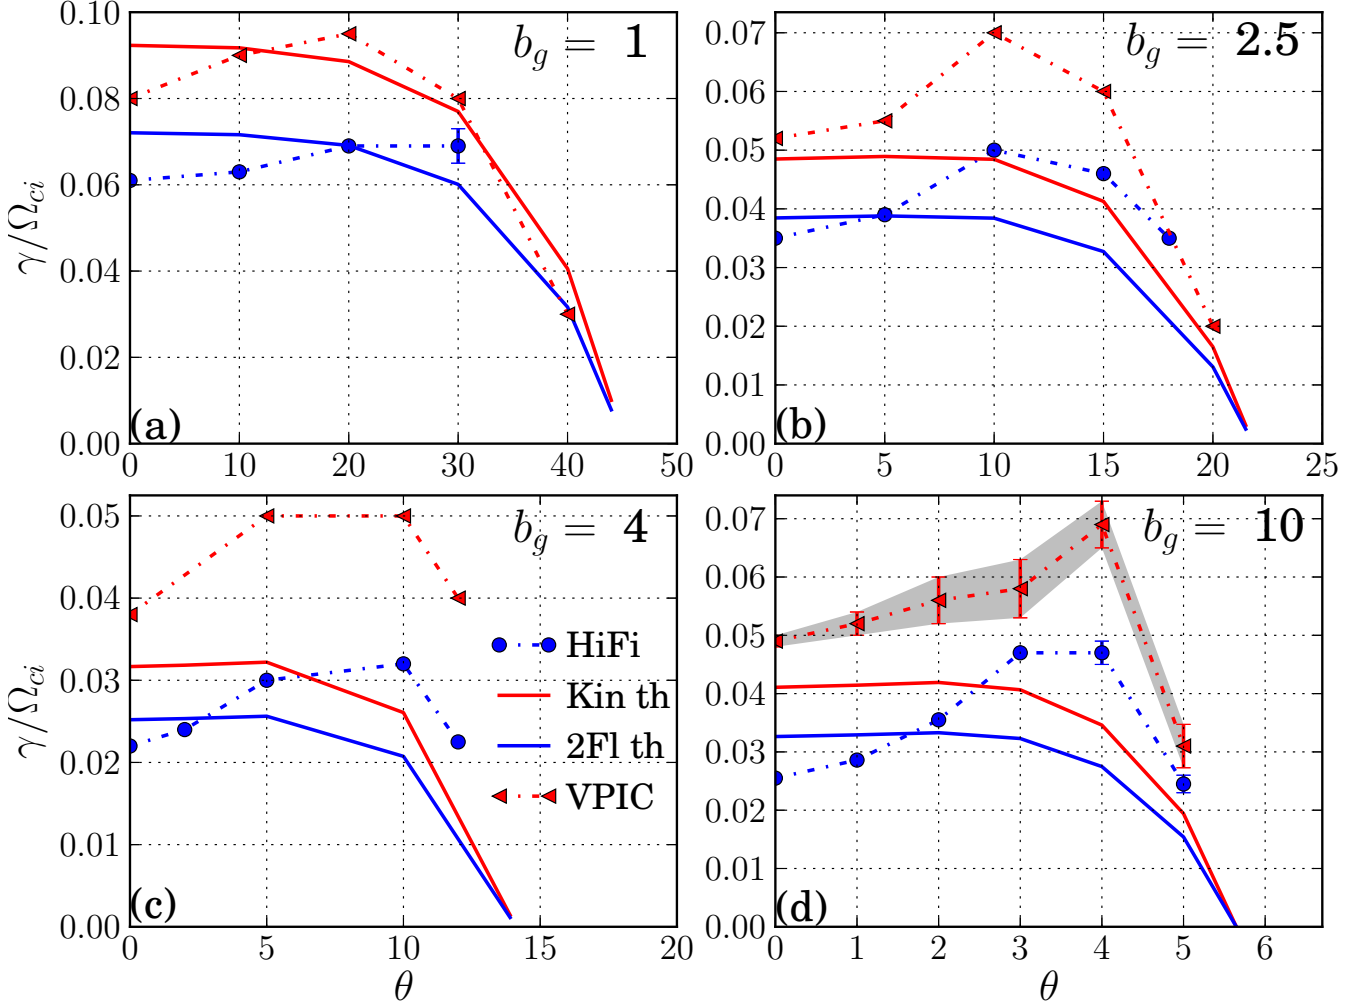 b_g = 1
γ/Ω_ci
0.10
0.08
0.06
0.04
0.02
0.00
(a)
0 10 20 30 40 50
b_g = 2.5
0.07
0.06
0.05
0.04
0.03
0.02
0.01
0.00
(b)
0 5 10 15 20 25
b_g = 4
γ/Ω_ci
0.05
0.04
0.03
0.02
0.01
0.00
HiFi
Kin th
2Fl th
VPIC
(c)
0 5 10 15 20
θ
b_g = 10
0.07
0.06
0.05
0.04
0.03
0.02
0.01
0.00
(d)
0 1 2 3 4 5 6
θ